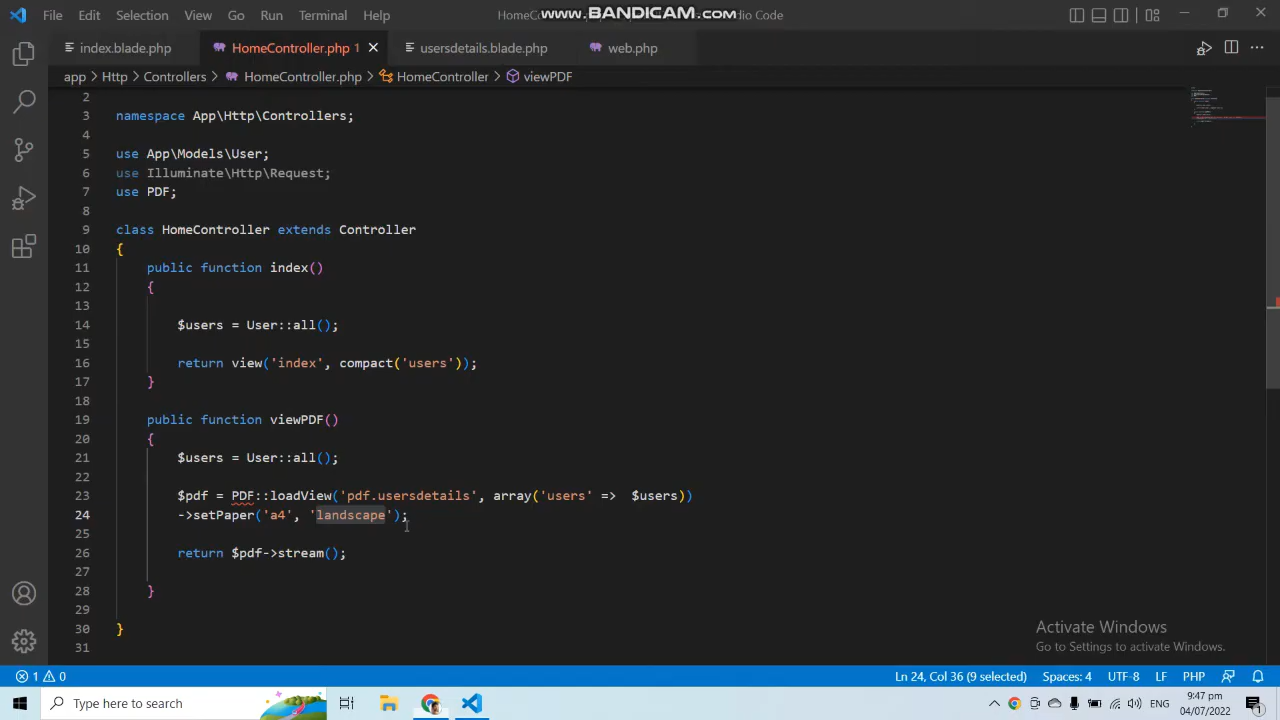 File Edit Selection View Go Run Terminal Help
HomeCo
www.BANDICAM.com
dio Code
index.blade.php
HomeController.php 1
usersdetails.blade.php
web.php
app > Http > Controllers > HomeController.php > HomeController > viewPDF
2
3 namespace App\Http\Controllers;
4
5 use App\Models\User;
6 use Illuminate\Http\Request;
7 use PDF;
8
9 class HomeController extends Controller
10 {
11 public function index()
12 {
13
14 $users = User::all();
15
16 return view('index', compact('users'));
17 }
18
19 public function viewPDF()
20 {
21 $users = User::all();
22
23 $pdf = PDF::loadView('pdf.usersdetails', array('users' => $users))
24 ->setPaper('a4', 'landscape');
25
26 return $pdf->stream();
27
28 }
29
30 }
31
Activate Windows
Go to Settings to activate Windows.
1 0
Ln 24, Col 36 (9 selected) Spaces: 4 UTF-8 LF PHP
Type here to search
ENG
9:47 pm
04/07/2022
1